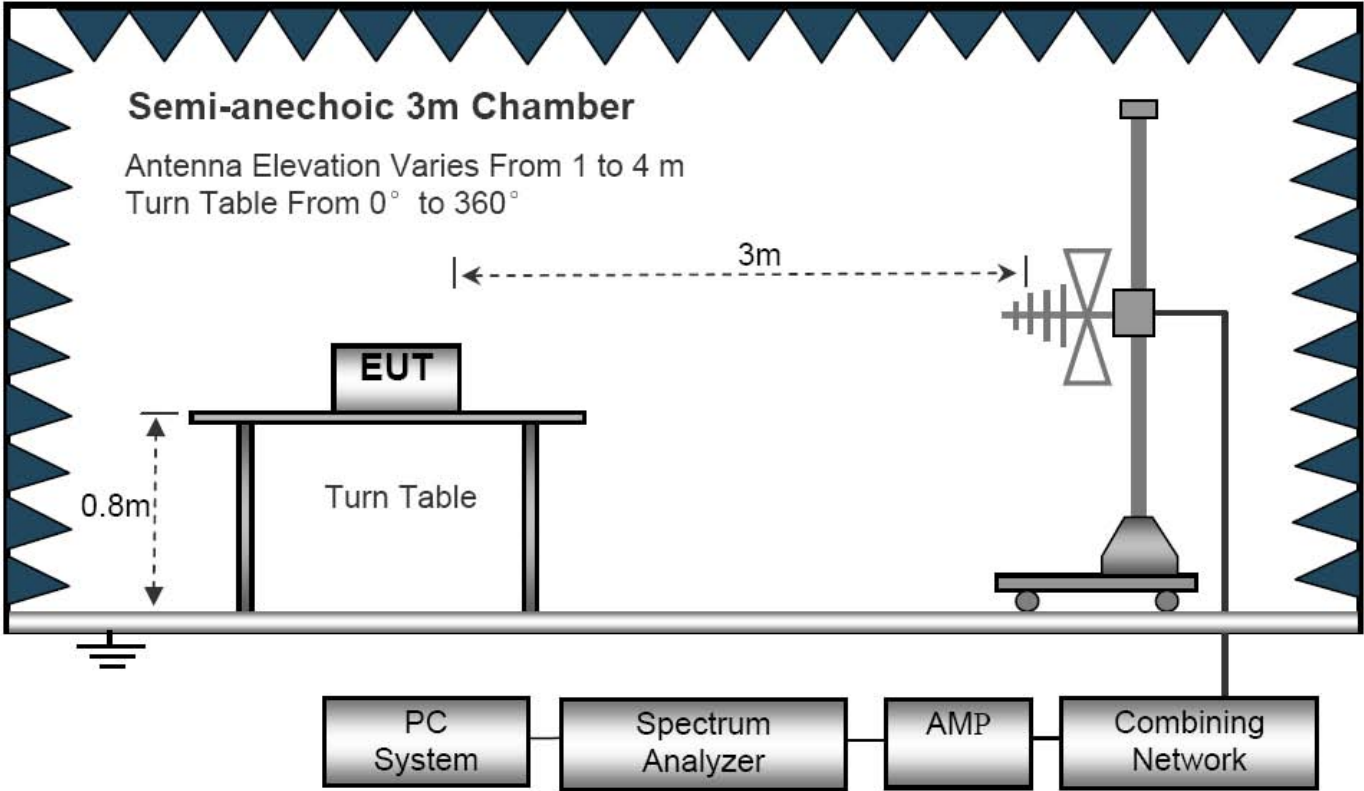 Semi-anechoic 3m Chamber
Antenna Elevation Varies From 1 to 4 m
Turn Table From 0° to 360°
3m
EUT
0.8m
Turn Table
PC
System
Spectrum
Analyzer
AMP
Combining
Network